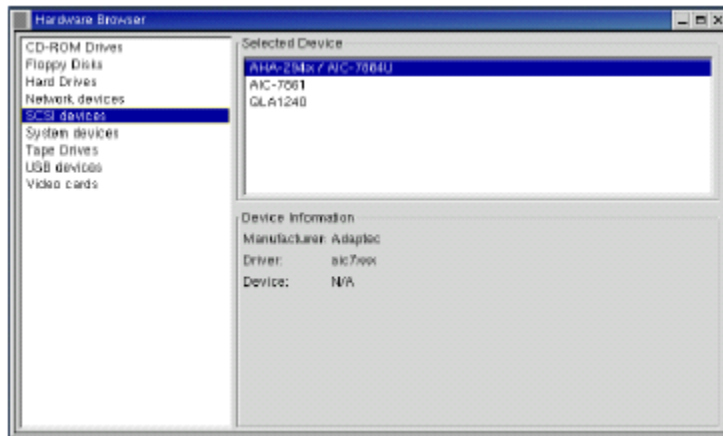 Hardware Browser
CD-ROM Drives
Floppy Disks
Hard Drives
Network devices
SCSI devices
System devices
Tape Drives
USB devices
Video cards
Selected Device
AHA-294x / AIC-7884U
AIC-7861
QLA1240
Device Information
Manufacturer: Adaptec
Driver: aic7xxx
Device: N/A